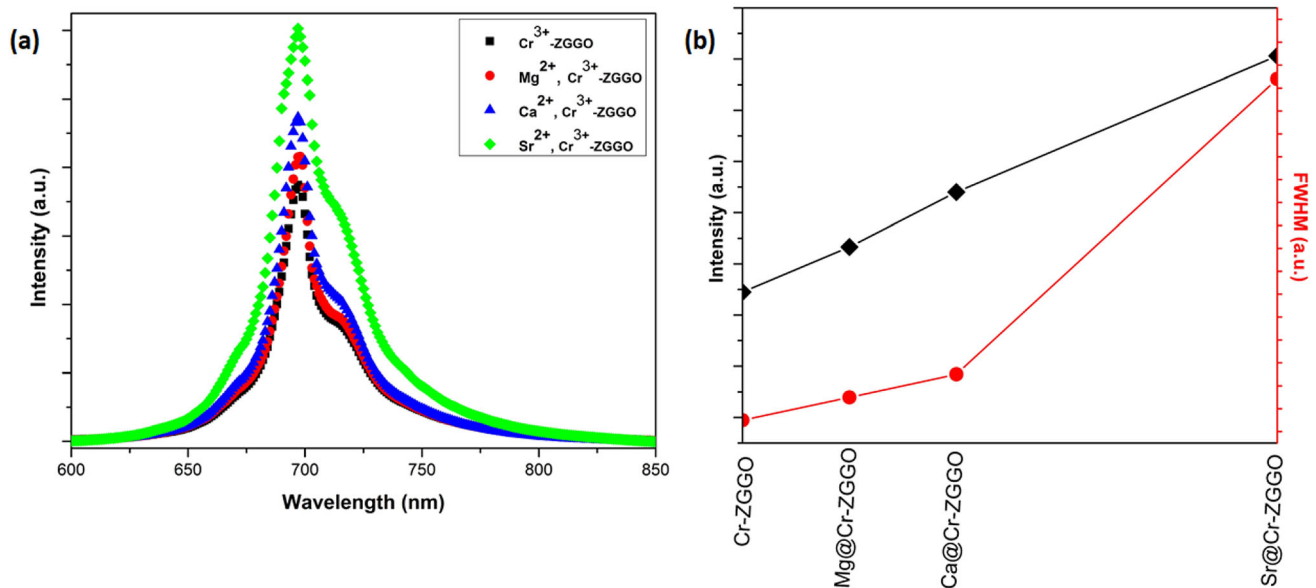 (a)
Cr3+-ZGGO
Mg2+, Cr3+-ZGGO
Ca2+, Cr3+-ZGGO
Sr2+, Cr3+-ZGGO
Intensity (a.u.)
600 650 700 750 800 850
Wavelength (nm)
(b)
Intensity (a.u.)
FWHM (a.u.)
Cr-ZGGO
Mg@Cr-ZGGO
Ca@Cr-ZGGO
Sr@Cr-ZGGO